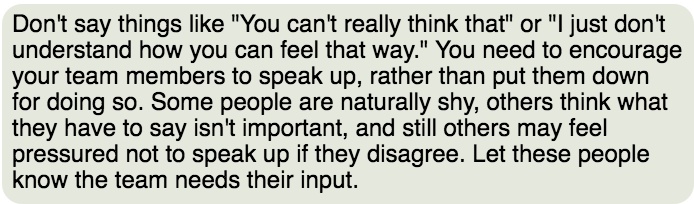 Don't say things like "You can't really think that" or "I just don't
understand how you can feel that way." You need to encourage
your team members to speak up, rather than put them down
for doing so. Some people are naturally shy, others think what
they have to say isn't important, and still others may feel
pressured not to speak up if they disagree. Let these people
know the team needs their input.